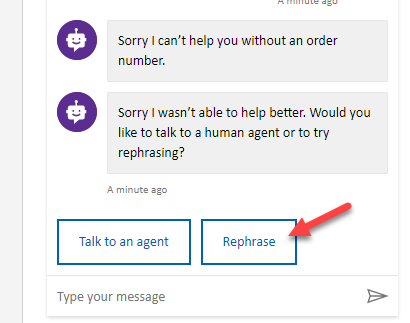 A minute ago
Sorry I can't help you without an order
number.
Sorry I wasn't able to help better. Would you
like to talk to a human agent or to try
rephrasing?
A minute ago
Talk to an agent
Rephrase
Type your message